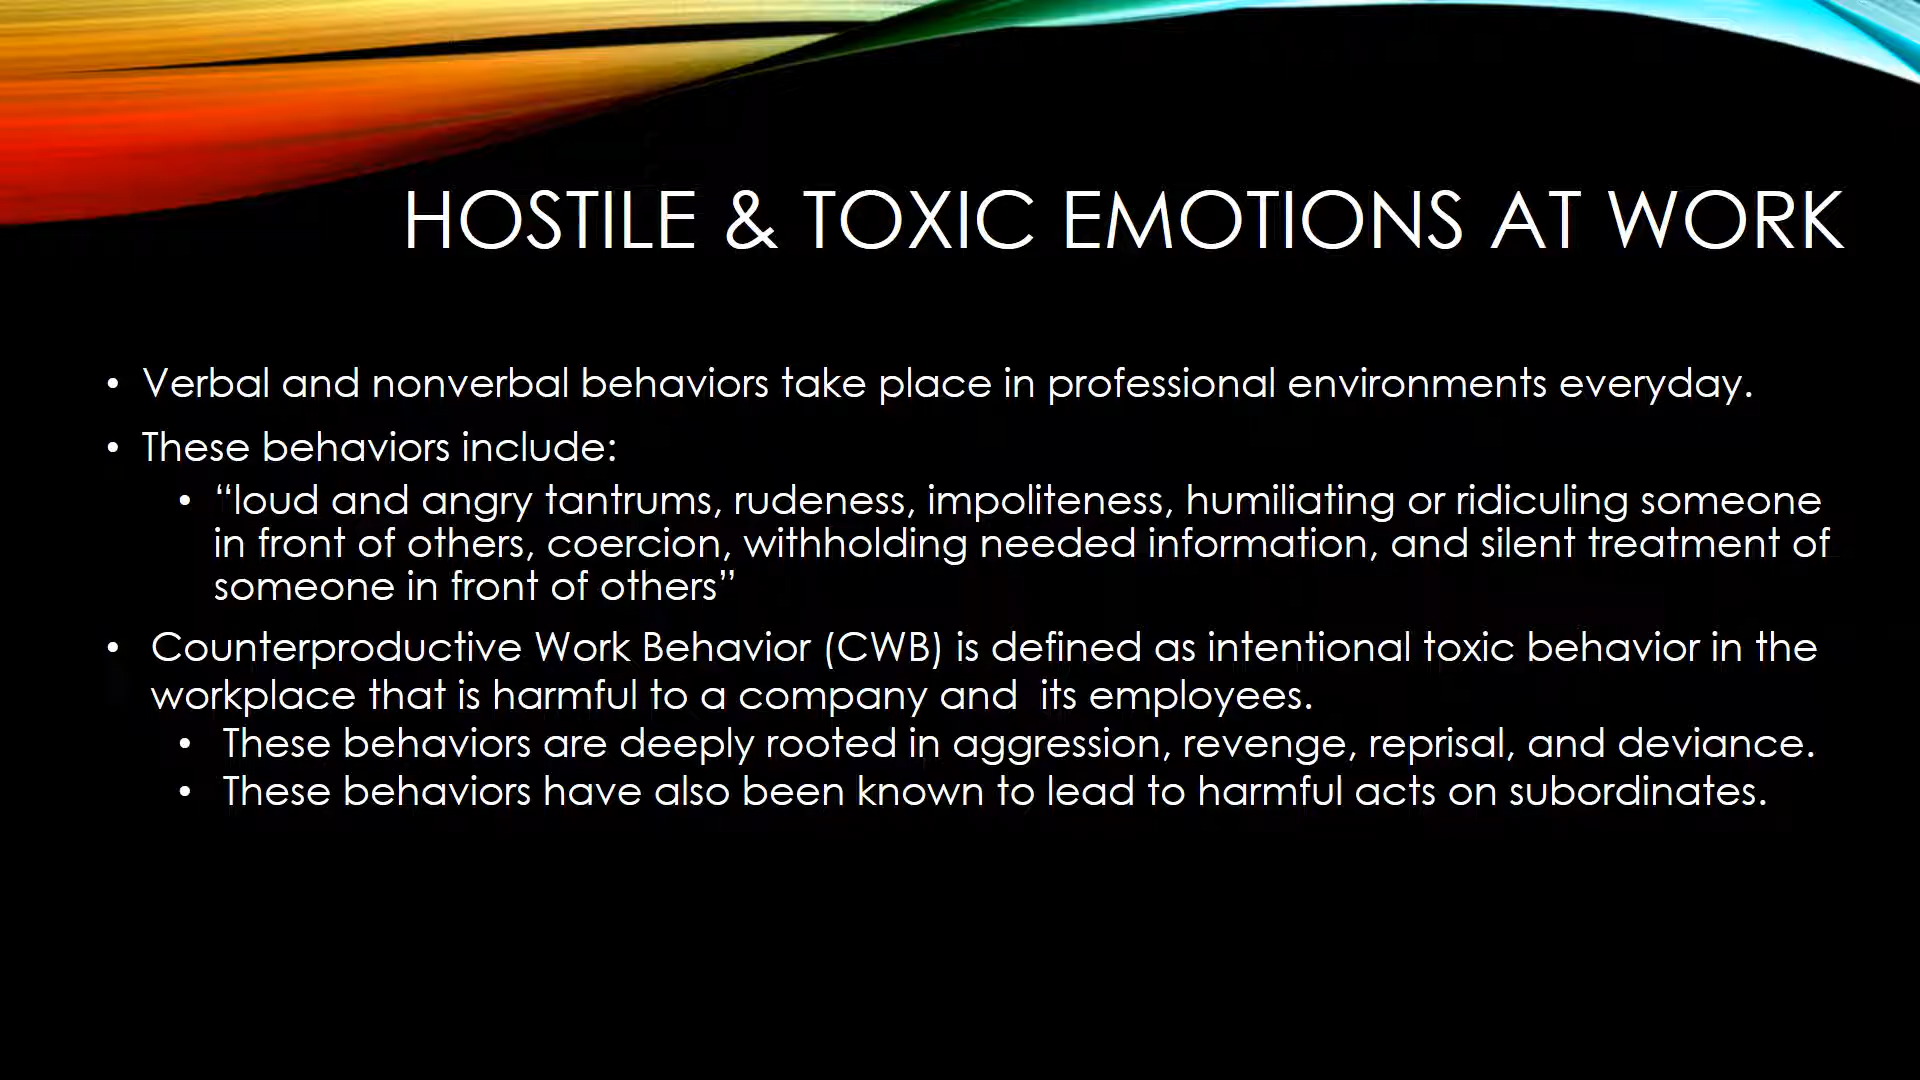 HOSTILE & TOXIC EMOTIONS AT WORK
• Verbal and nonverbal behaviors take place in professional environments everyday.
• These behaviors include:
• “loud and angry tantrums, rudeness, impoliteness, humiliating or ridiculing someone
in front of others, coercion, withholding needed information, and silent treatment of
someone in front of others”
• Counterproductive Work Behavior (CWB) is defined as intentional toxic behavior in the
workplace that is harmful to a company and  its employees.
• These behaviors are deeply rooted in aggression, revenge, reprisal, and deviance.
• These behaviors have also been known to lead to harmful acts on subordinates.